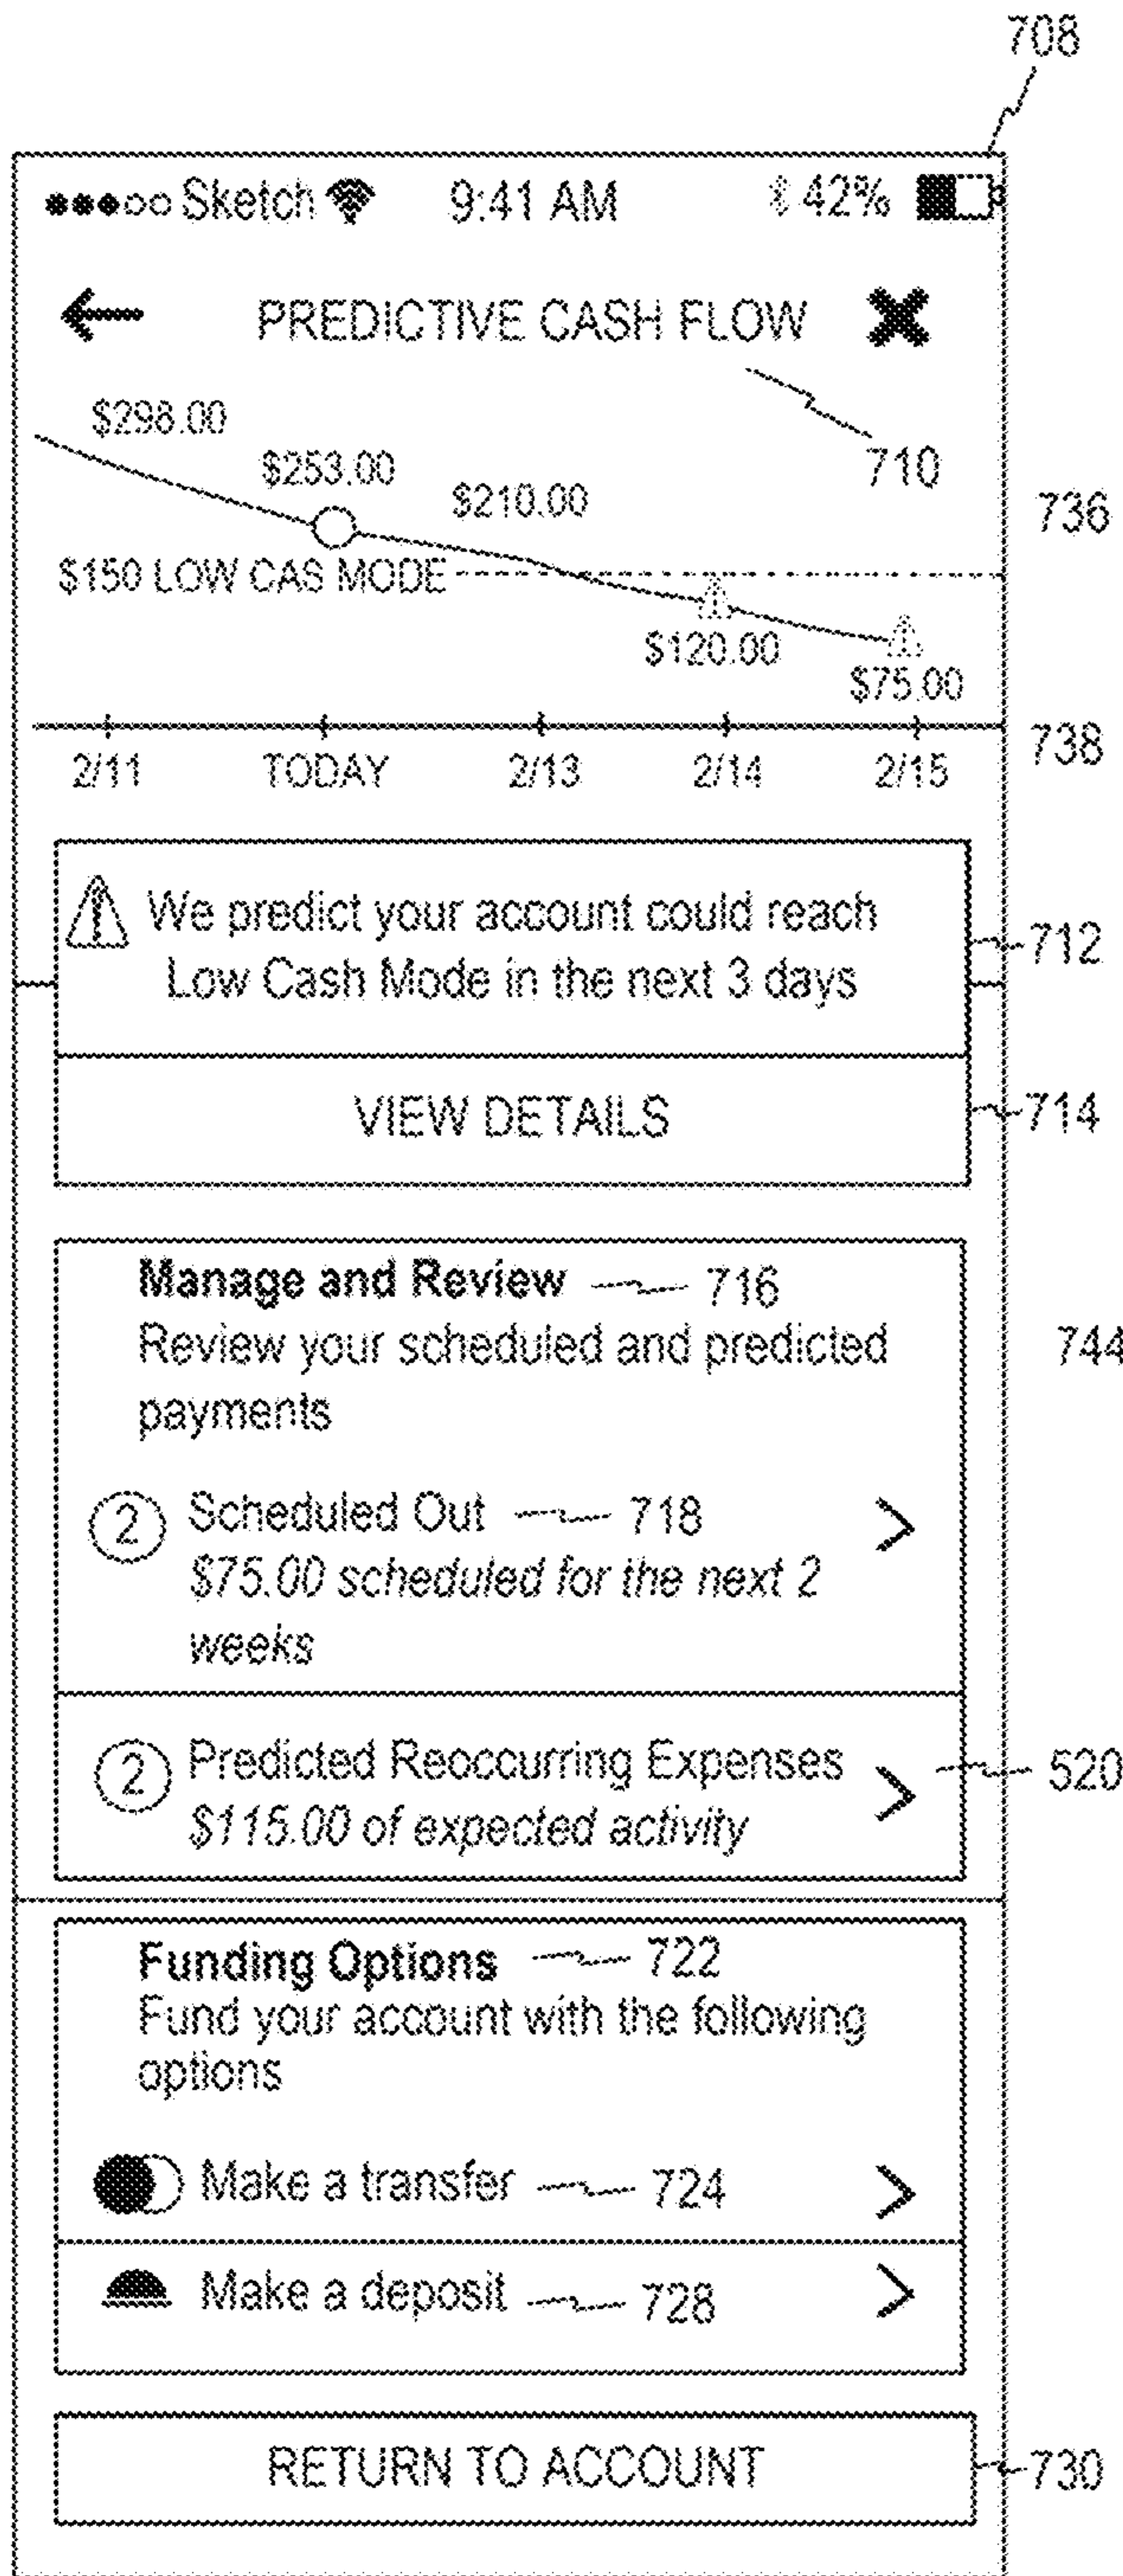 708
Sketch 9:41 AM 42%
PREDICTIVE CASH FLOW
710
$298.00
$253.00
$210.00
736
$150 LOW CAS MODE
$120.00
$75.00
738
2/11 TODAY 2/13 2/14 2/15
We predict your account could reach
Low Cash Mode in the next 3 days
712
VIEW DETAILS
714
Manage and Review 716
Review your scheduled and predicted
payments
744
2 Scheduled Out 718
$75.00 scheduled for the next 2
weeks
2 Predicted Reoccurring Expenses
520
$115.00 of expected activity
Funding Options 722
Fund your account with the following
options
Make a transfer 724
Make a deposit 728
RETURN TO ACCOUNT
730